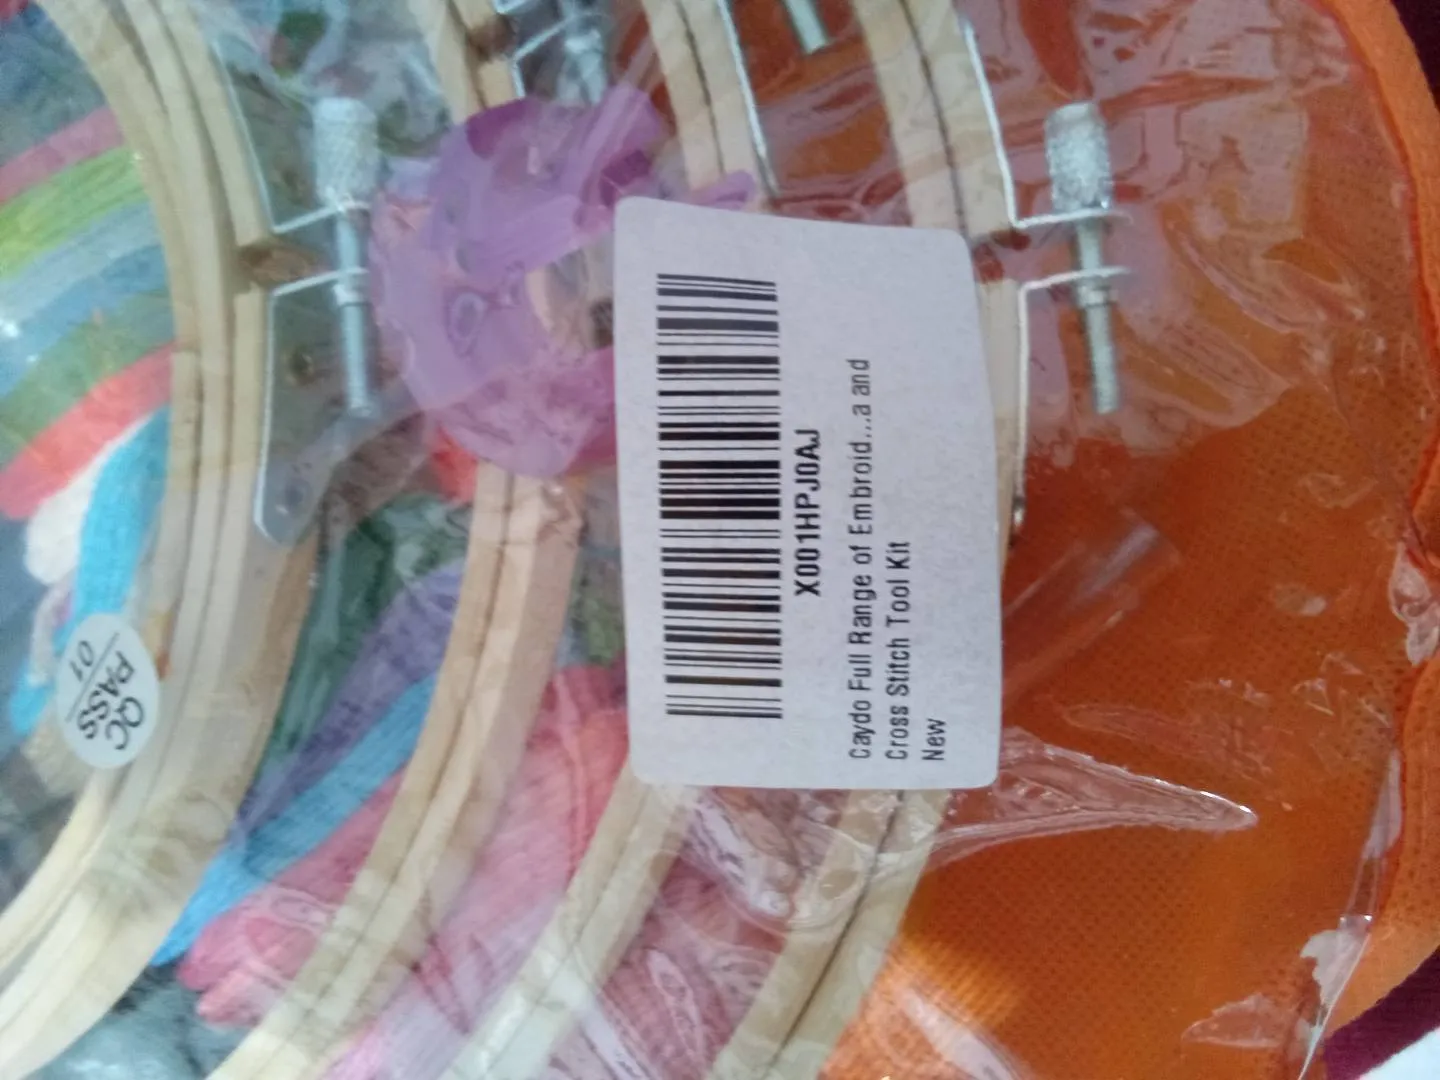 X001HPJ0AJ
Caydo Full Range of Embroid...a and
Cross Stitch Tool Kit
New
QC
PASS
01